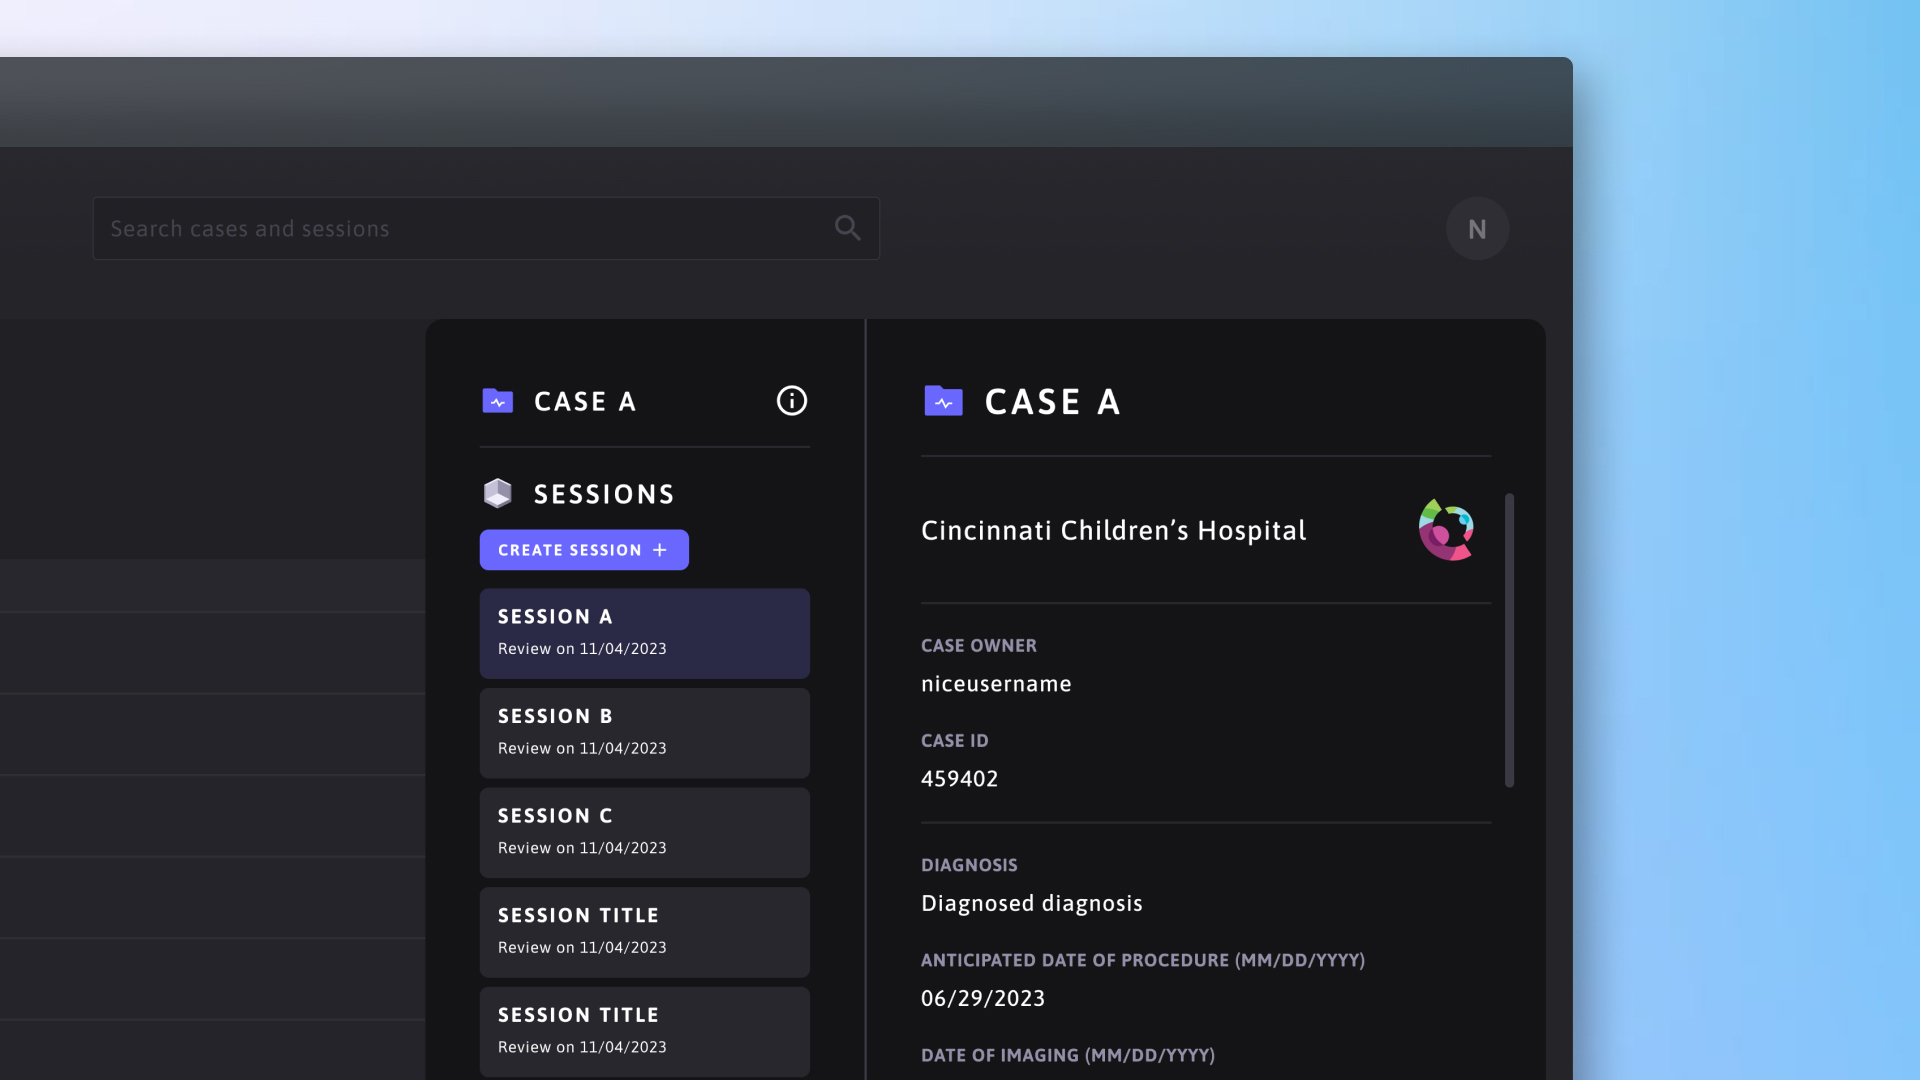 Search cases and sessions
N
CASE A
SESSIONS
CREATE SESSION +
SESSION A
Review on 11/04/2023
SESSION B
Review on 11/04/2023
SESSION C
Review on 11/04/2023
SESSION TITLE
Review on 11/04/2023
SESSION TITLE
Review on 11/04/2023
CASE A
Cincinnati Children’s Hospital
CASE OWNER
niceusername
CASE ID
459402
DIAGNOSIS
Diagnosed diagnosis
ANTICIPATED DATE OF PROCEDURE (MM/DD/YYYY)
06/29/2023
DATE OF IMAGING (MM/DD/YYYY)